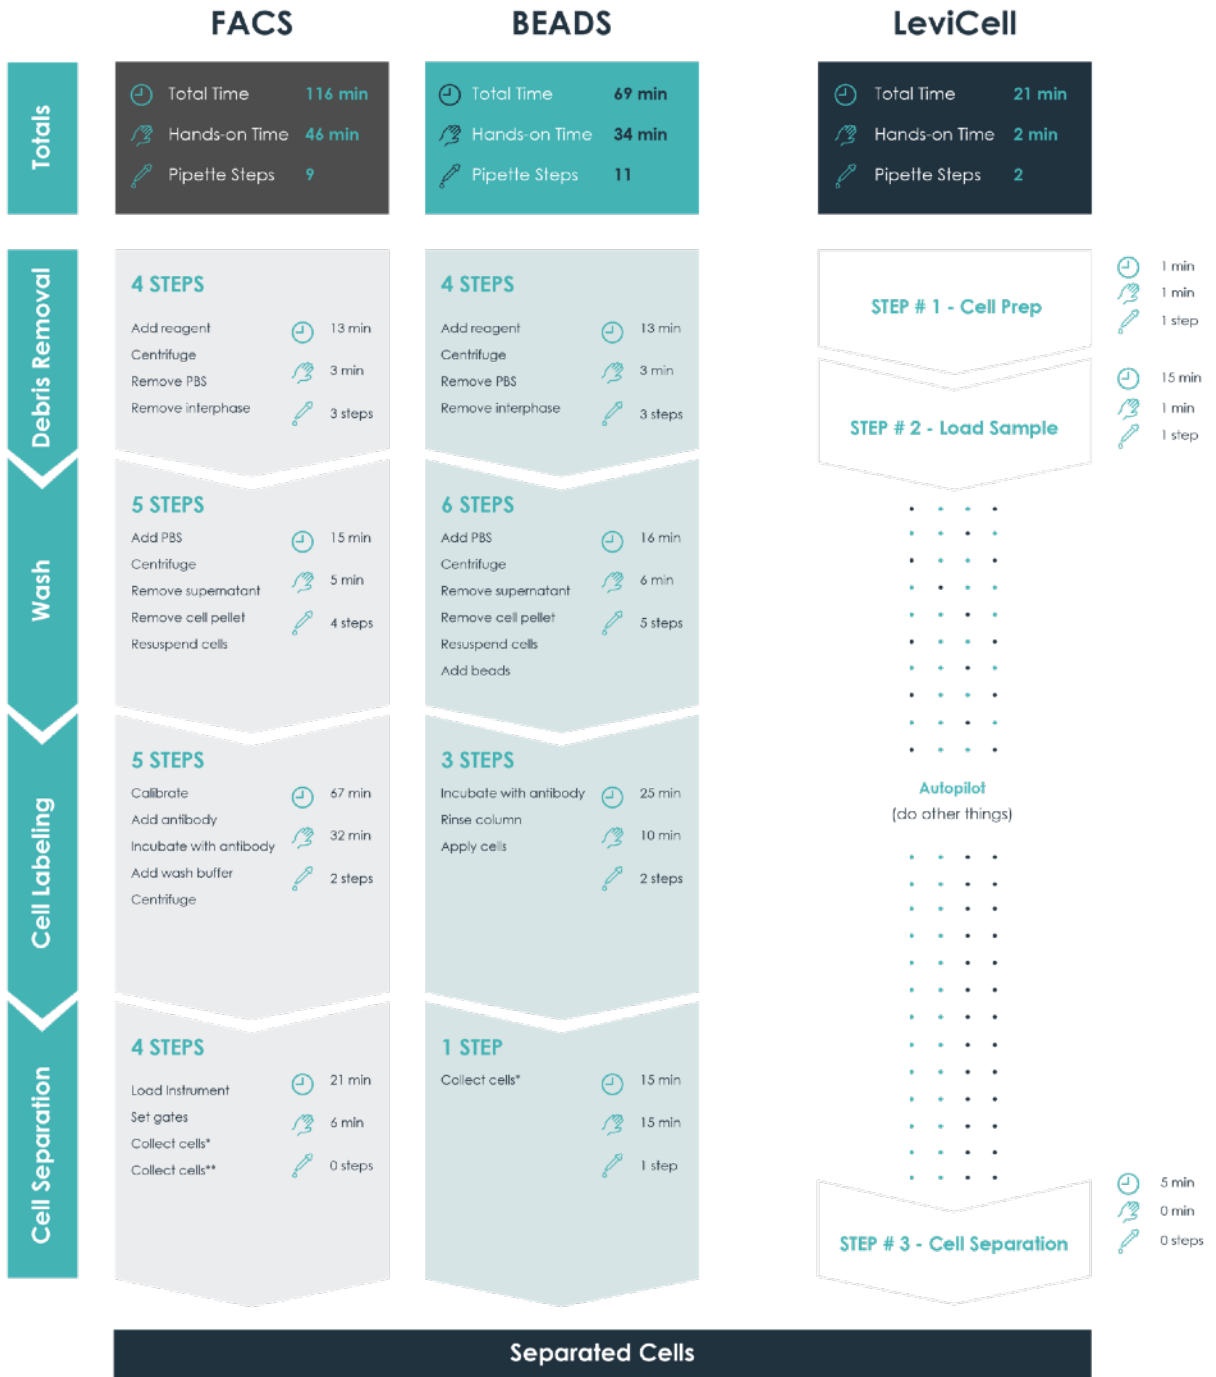 FACS
BEADS
LeviCell
Totals
Total Time 116 min
Hands-on Time 46 min
Pipette Steps 9
Total Time 69 min
Hands-on Time 34 min
Pipette Steps 11
Total Time 21 min
Hands-on Time 2 min
Pipette Steps 2
Debris Removal
4 STEPS
Add reagent 13 min
Centrifuge
Remove PBS 3 min
Remove interphase 3 steps
4 STEPS
Add reagent 13 min
Centrifuge
Remove PBS 3 min
Remove interphase 3 steps
STEP # 1 - Cell Prep
1 min
1 min
1 step
STEP # 2 - Load Sample
15 min
1 min
1 step
Wash
5 STEPS
Add PBS 15 min
Centrifuge
Remove supernatant 5 min
Remove cell pellet 4 steps
Resuspend cells
6 STEPS
Add PBS 16 min
Centrifuge
Remove supernatant 6 min
Remove cell pellet 5 steps
Resuspend cells
Add beads
Cell Labeling
5 STEPS
Calibrate 67 min
Add antibody
Incubate with antibody 32 min
Add wash buffer 2 steps
Centrifuge
3 STEPS
Incubate with antibody 25 min
Rinse column
Apply cells 10 min
2 steps
Autopilot
(do other things)
Cell Separation
4 STEPS
Load Instrument 21 min
Set gates 6 min
Collect cells*
Collect cells** 0 steps
1 STEP
Collect cells* 15 min
15 min
1 step
STEP # 3 - Cell Separation
5 min
0 min
0 steps
Separated Cells